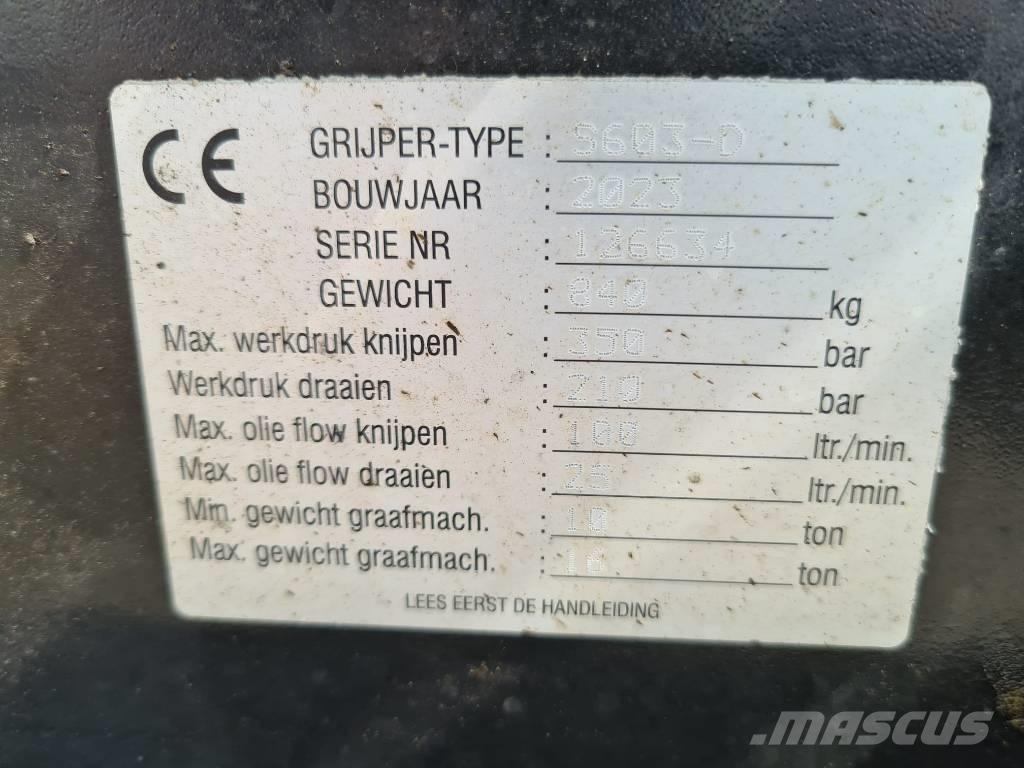 CE
GRIJPER-TYPE : S603-D
BOUWJAAR : 2023
SERIE NR : 126634
GEWICHT : 840 kg
Max. werkdruk knijpen : 350 bar
Werkdruk draaien : 210 bar
Max. olie flow knijpen : 100 ltr./min.
Max. olie flow draaien : 25 ltr./min.
Min. gewicht graafmach. : 10 ton
Max. gewicht graafmach. : 16 ton
LEES EERST DE HANDLEIDING
MASCUS